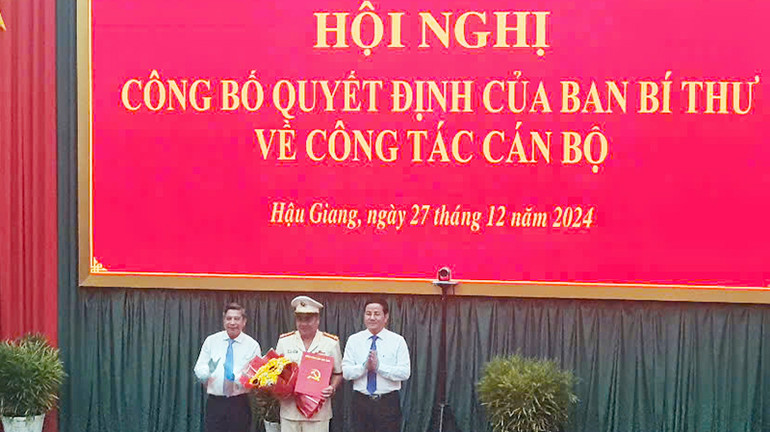 HỘI NGHỊ
CÔNG BỐ QUYẾT ĐỊNH CỦA BAN BÍ THƯ
VỀ CÔNG TÁC CÁN BỘ
Hậu Giang, ngày 27 tháng 12 năm 2024